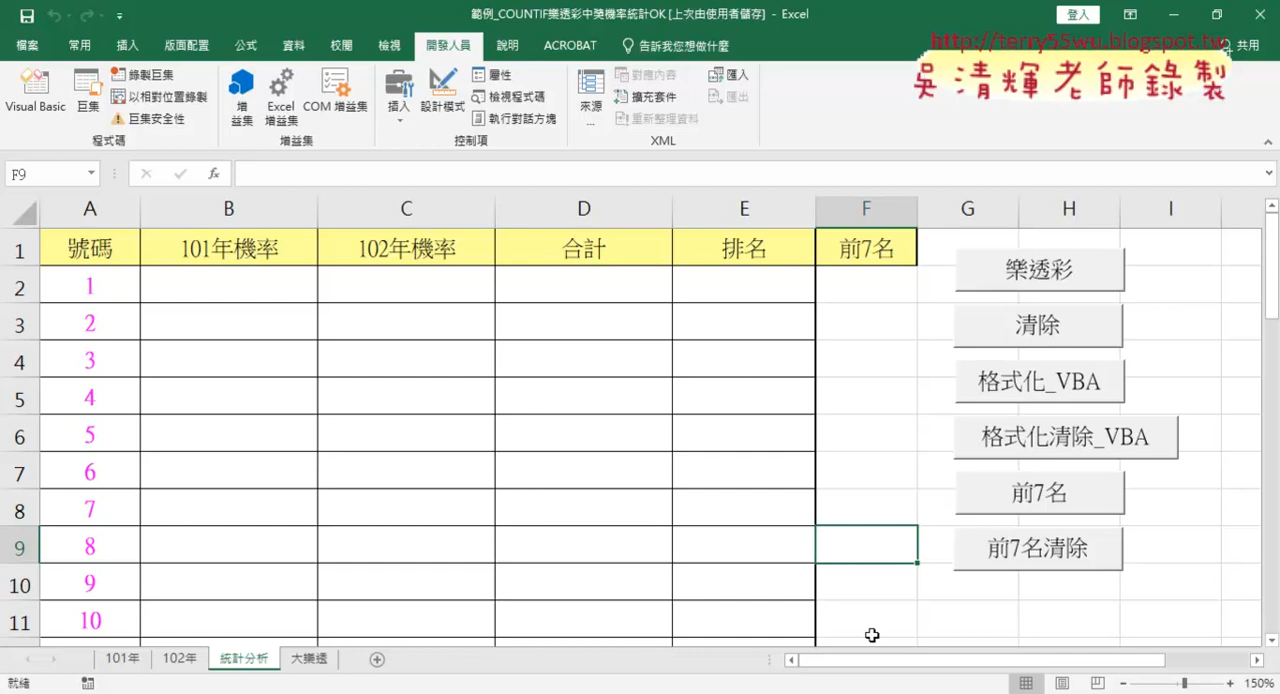 範例_COUNTIF樂透彩中獎機率統計OK [上次由使用者儲存] - Excel
登入
檔案 常用 插入 版面配置 公式 資料 校閱 檢視 開發人員 說明 ACROBAT 告訴我您想做什麼 共用
http://terry55wu.blogspot.tw
吳清輝老師錄製
Visual Basic 巨集 錄製巨集 以相對位置錄製 巨集安全性
程式碼
增益集 Excel 增益集 COM 增益集
增益集
插入 設計模式 屬性 檢視程式碼 執行對話方塊
控制項
來源... 對應內容 擴充套件 重新整理資料 匯入 匯出
XML
F9 fx
A B C D E F G H I
1 號碼 101年機率 102年機率 合計 排名 前7名
2 1
3 2
4 3
5 4
6 5
7 6
8 7
9 8
10 9
11 10
樂透彩
清除
格式化_VBA
格式化清除_VBA
前7名
前7名清除
101年 102年 統計分析 大樂透
就緒 150%